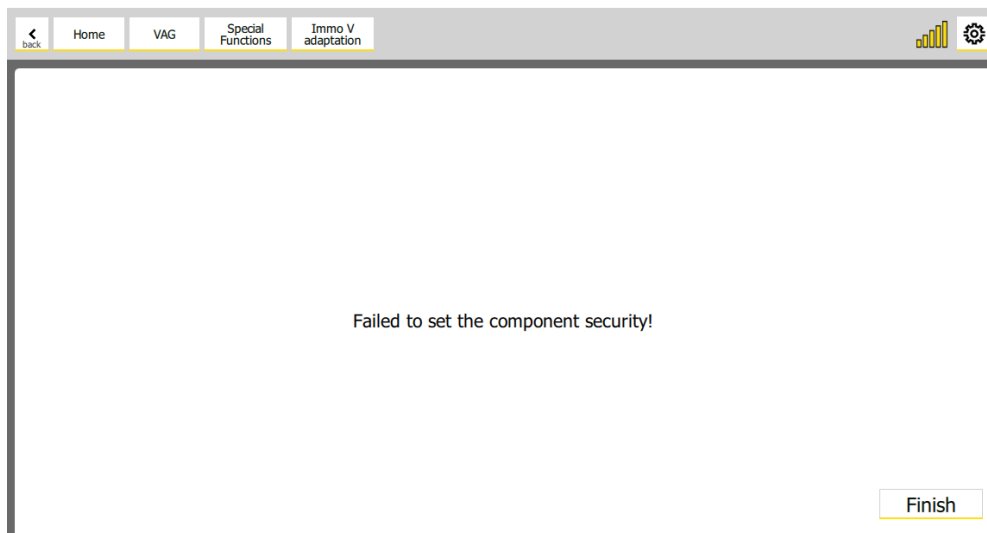 back
Home
VAG
Special
Functions
Immo V
adaptation
Failed to set the component security!
Finish